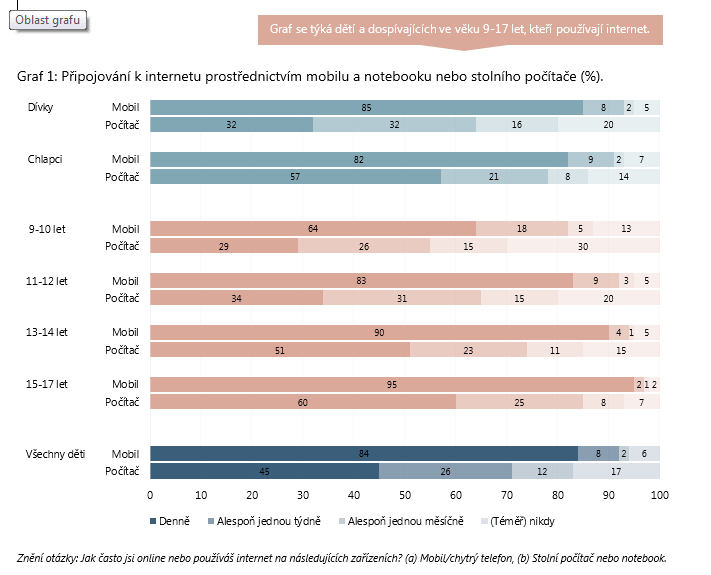 Oblast grafu
Graf se týká dětí a dospívajících ve věku 9-17 let, kteří používají internet.
Graf 1: Připojování k internetu prostřednictvím mobilu a notebooku nebo stolního počítače (%).
Dívky Mobil 85 8 2 5
Počítač 32 32 16 20
Chlapci Mobil 82 9 2 7
Počítač 57 21 8 14
9-10 let Mobil 64 18 5 13
Počítač 29 26 15 30
11-12 let Mobil 83 9 3 5
Počítač 34 31 15 20
13-14 let Mobil 90 4 1 5
Počítač 51 23 11 15
15-17 let Mobil 95 2 1 2
Počítač 60 25 8 7
Všechny děti Mobil 84 8 2 6
Počítač 45 26 12 17
0 10 20 30 40 50 60 70 80 90 100
Denně Alespoň jednou týdně Alespoň jednou měsíčně (Téměř) nikdy
Znění otázky: Jak často jsi online nebo používáš internet na následujících zařízeních? (a) Mobil/chytrý telefon, (b) Stolní počítač nebo notebook.